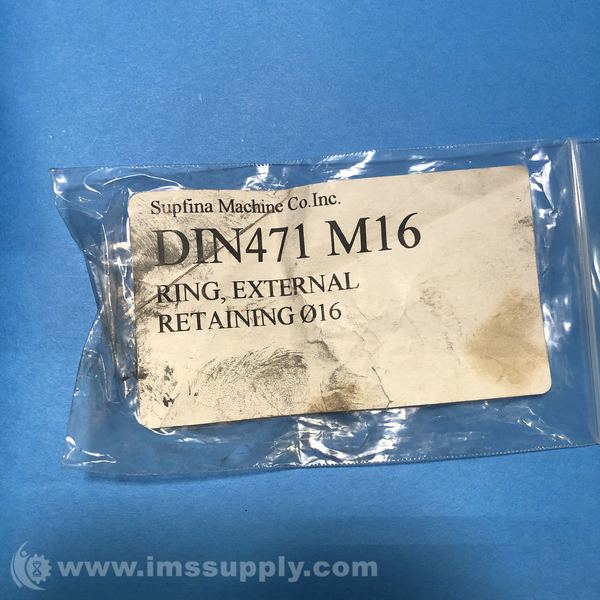 Supfina Machine Co.Inc.
DIN471 M16
RING, EXTERNAL
RETAINING Ø16
www.imssupply.com